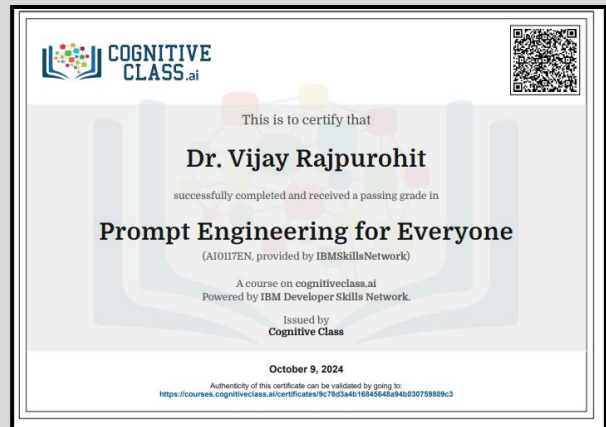 COGNITIVE
CLASS.ai
This is to certify that
Dr. Vijay Rajpurohit
successfully completed and received a passing grade in
Prompt Engineering for Everyone
(AI0117EN, provided by IBMSkillsNetwork)
A course on cognitiveclass.ai
Powered by IBM Developer Skills Network.
Issued by
Cognitive Class
October 9, 2024
Authenticity of this certificate can be validated by going to:
https://courses.cognitiveclass.ai/certificates/9c78d3a4b16845648a94b030759809c3